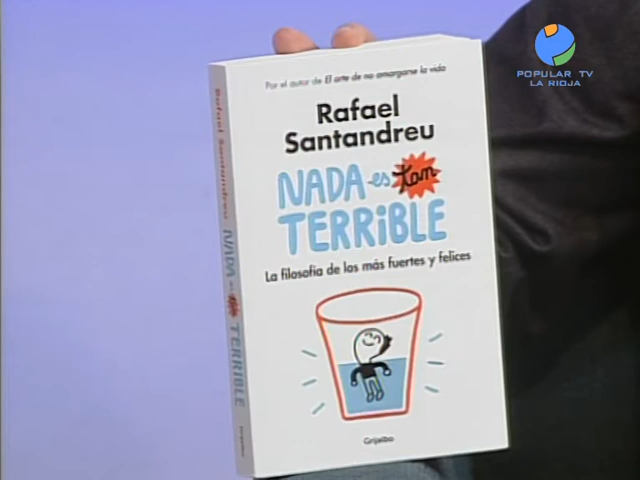 POPULAR TV
LA RIOJA
Por el autor de El arte de no amargarse la vida
Rafael
Santandreu
NADA es tan
TERRiBLE
La filosofía de los más fuertes y felices
Grijalbo
Rafael Santandreu NADA es tan TERRiBLE Grijalbo